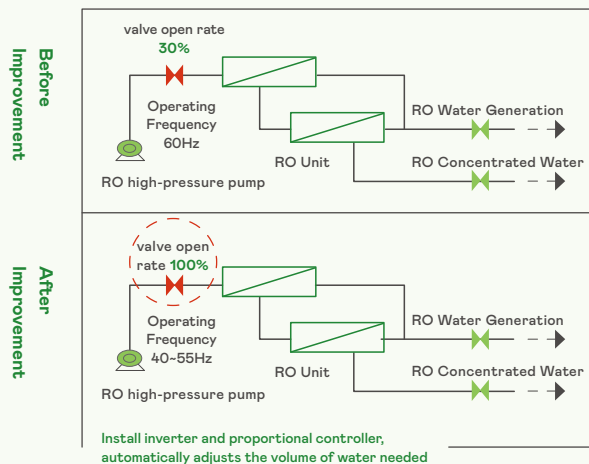 Before
Improvement
valve open rate
30%
Operating
Frequency
60Hz
RO high-pressure pump
RO Unit
RO Water Generation
RO Concentrated Water
After
Improvement
valve open
rate 100%
Operating
Frequency
40~55Hz
RO high-pressure pump
RO Unit
RO Water Generation
RO Concentrated Water
Install inverter and proportional controller,
automatically adjusts the volume of water needed